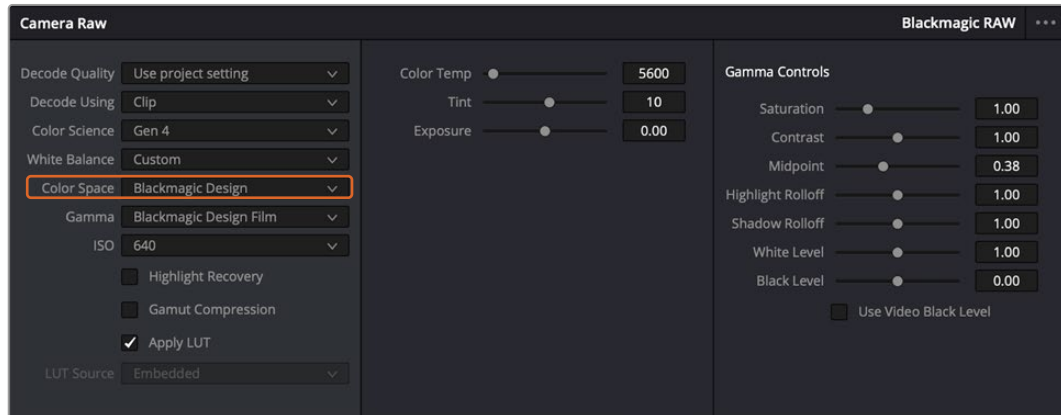 Camera Raw
Blackmagic RAW
Decode Quality Use project setting
Decode Using Clip
Color Science Gen 4
White Balance Custom
Color Space Blackmagic Design
Gamma Blackmagic Design Film
ISO 640
Highlight Recovery
Gamut Compression
Apply LUT
LUT Source Embedded
Color Temp 5600
Tint 10
Exposure 0.00
Gamma Controls
Saturation 1.00
Contrast 1.00
Midpoint 0.38
Highlight Rolloff 1.00
Shadow Rolloff 1.00
White Level 1.00
Black Level 0.00
Use Video Black Level